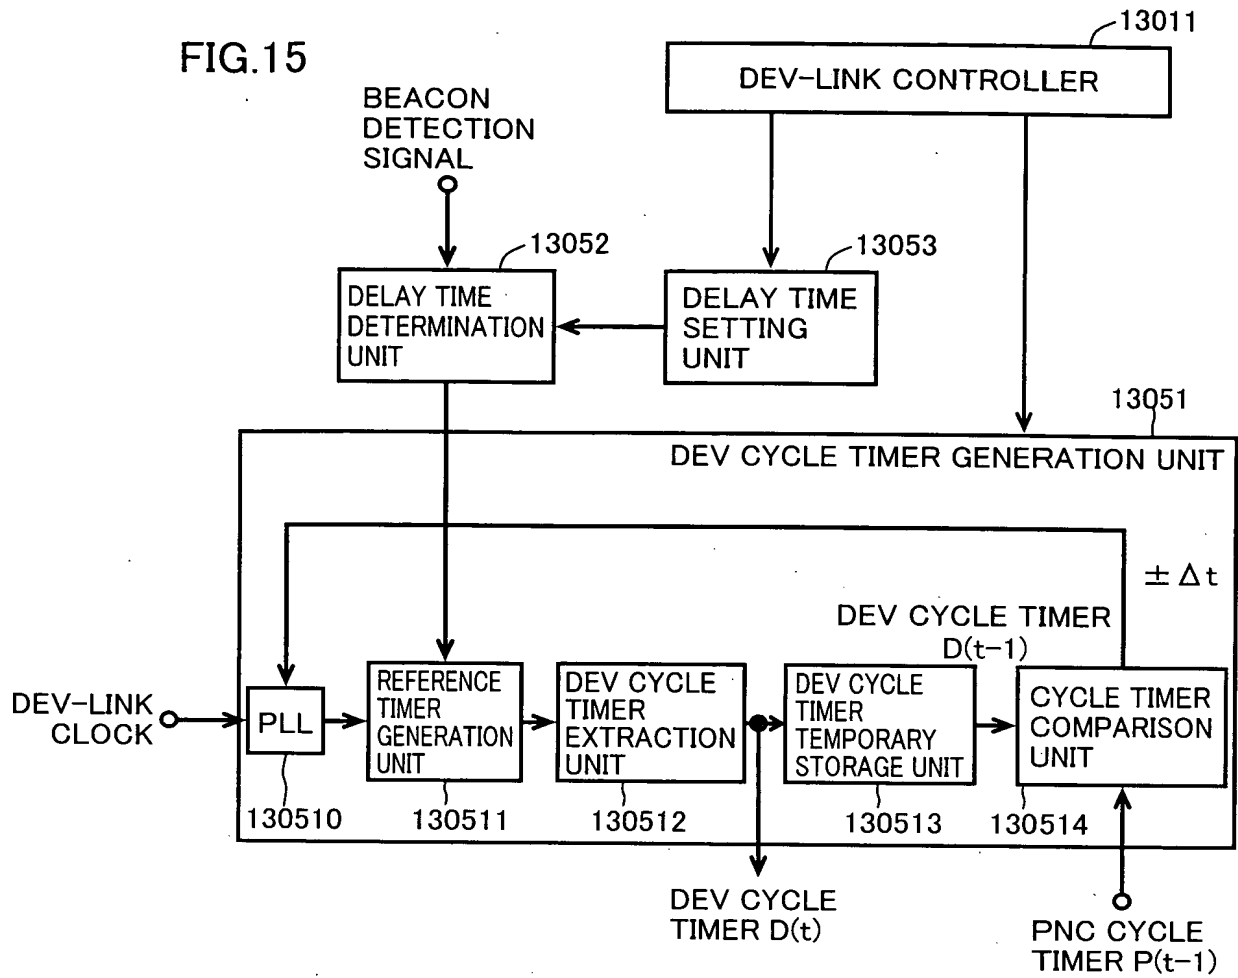 FIG.15
13011
DEV-LINK CONTROLLER
BEACON
DETECTION
SIGNAL
13052
13053
DELAY TIME
DETERMINATION
UNIT
DELAY TIME
SETTING
UNIT
13051
DEV CYCLE TIMER GENERATION UNIT
± Δt
DEV CYCLE TIMER
D(t-1)
DEV-LINK
CLOCK
PLL
REFERENCE
TIMER
GENERATION
UNIT
DEV CYCLE
TIMER
EXTRACTION
UNIT
DEV CYCLE
TIMER
TEMPORARY
STORAGE UNIT
CYCLE TIMER
COMPARISON
UNIT
130510
130511
130512
130513
130514
DEV CYCLE
TIMER D(t)
PNC CYCLE
TIMER P(t-1)